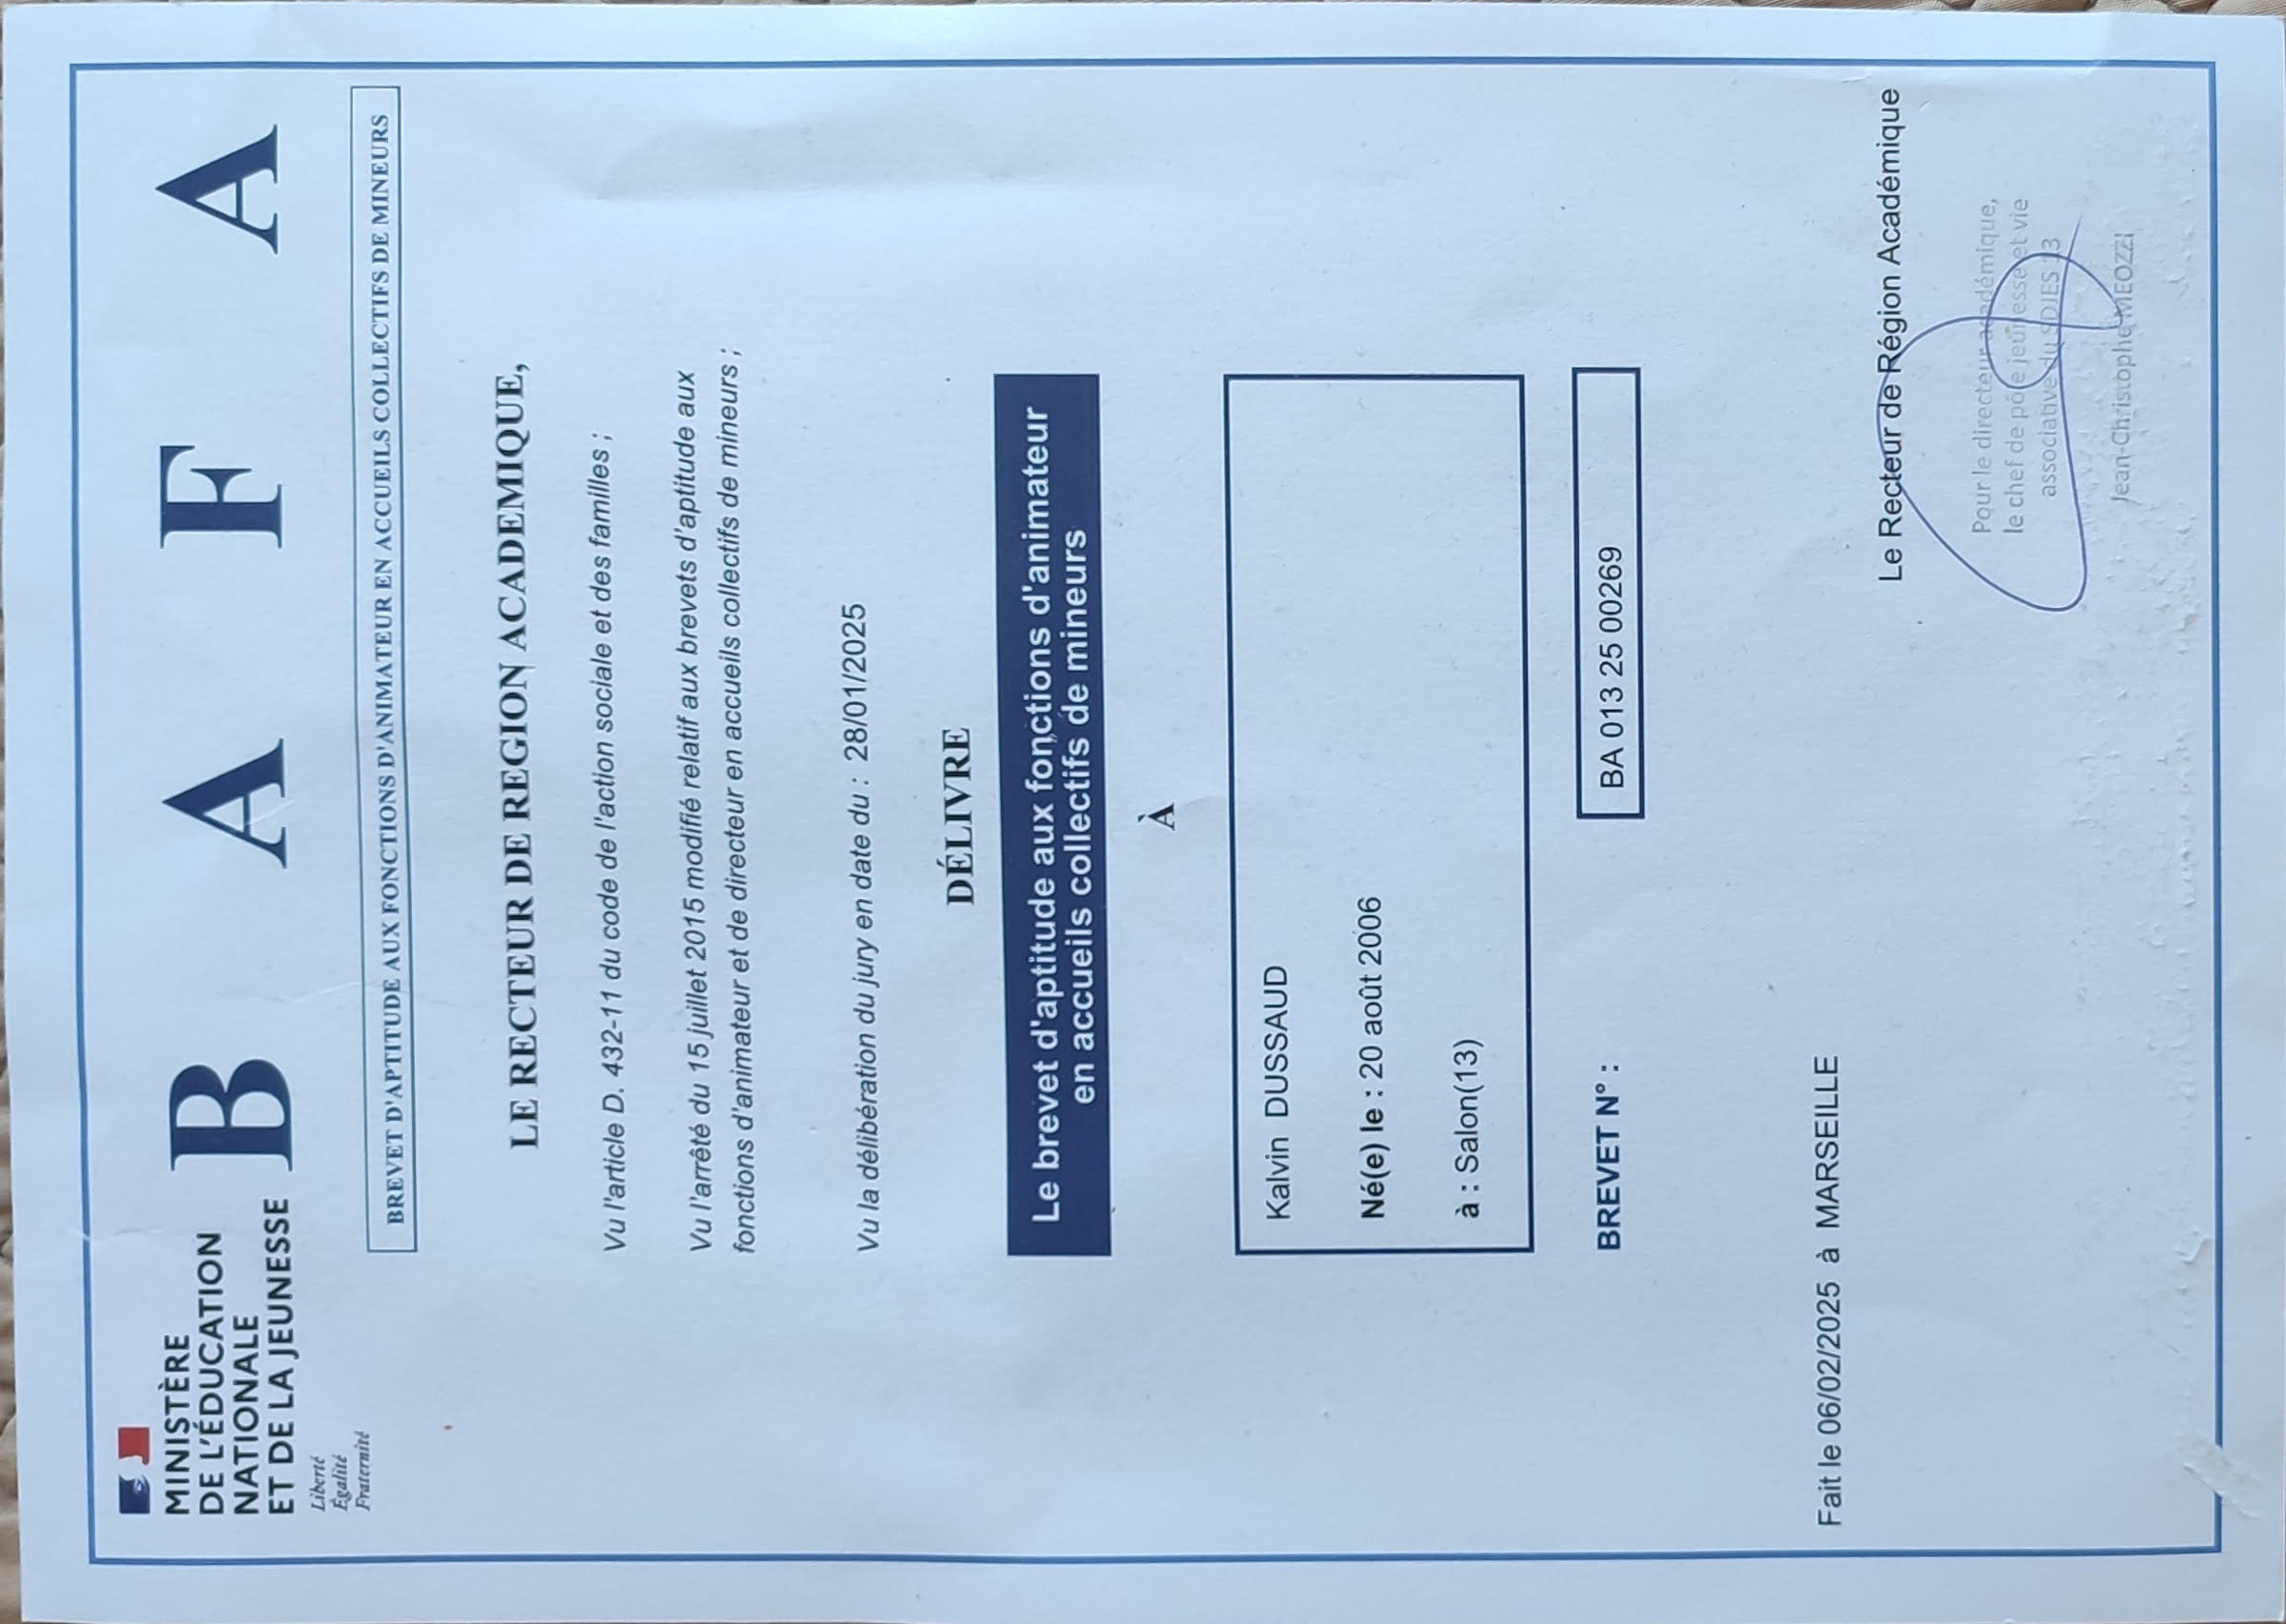 MINISTÈRE
DE L'ÉDUCATION
NATIONALE
ET DE LA JEUNESSE
Liberté
Égalité
Fraternité
B A F A
BREVET D'APTITUDE AUX FONCTIONS D'ANIMATEUR EN ACCUEILS COLLECTIFS DE MINEURS
LE RECTEUR DE REGION ACADEMIQUE,
Vu l'article D. 432-11 du code de l'action sociale et des familles ;
Vu l'arrêté du 15 juillet 2015 modifié relatif aux brevets d'aptitude aux
fonctions d'animateur et de directeur en accueils collectifs de mineurs ;
Vu la délibération du jury en date du : 28/01/2025
DÉLIVRE
Le brevet d'aptitude aux fonctions d'animateur
en accueils collectifs de mineurs
À
Kalvin DUSSAUD
Né(e) le : 20 août 2006
à : Salon(13)
BREVET N° : BA 013 25 00269
Fait le 06/02/2025 à MARSEILLE
Le Recteur de Région Académique
Pour le directeur académique,
le chef de pôle jeunesse et vie
associative du SDJES 13
Jean-Christophe MEOZZI